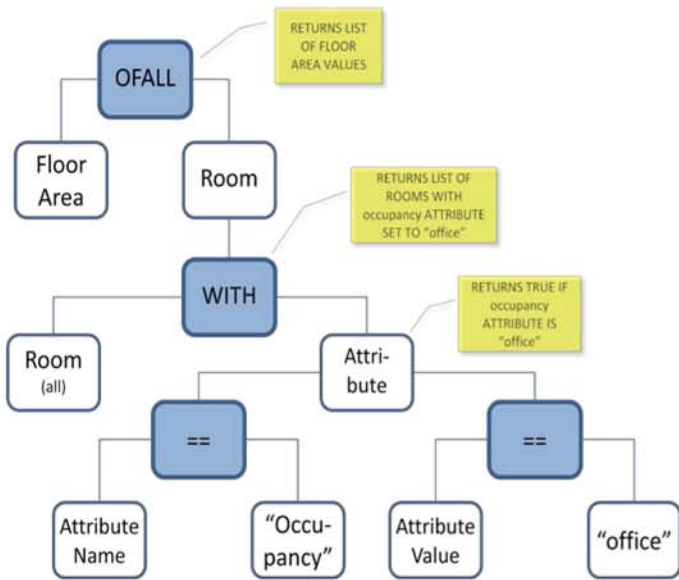 RETURNS LIST
OF FLOOR
AREA VALUES
OFALL
Floor
Area
Room
RETURNS LIST OF
ROOMS WITH
occupancy ATTRIBUTE
SET TO "office"
WITH
RETURNS TRUE IF
occupancy
ATTRIBUTE IS
"office"
Room
(all)
Attri-
bute
==
==
Attribute
Name
"Occu-
pancy"
Attribute
Value
"office"